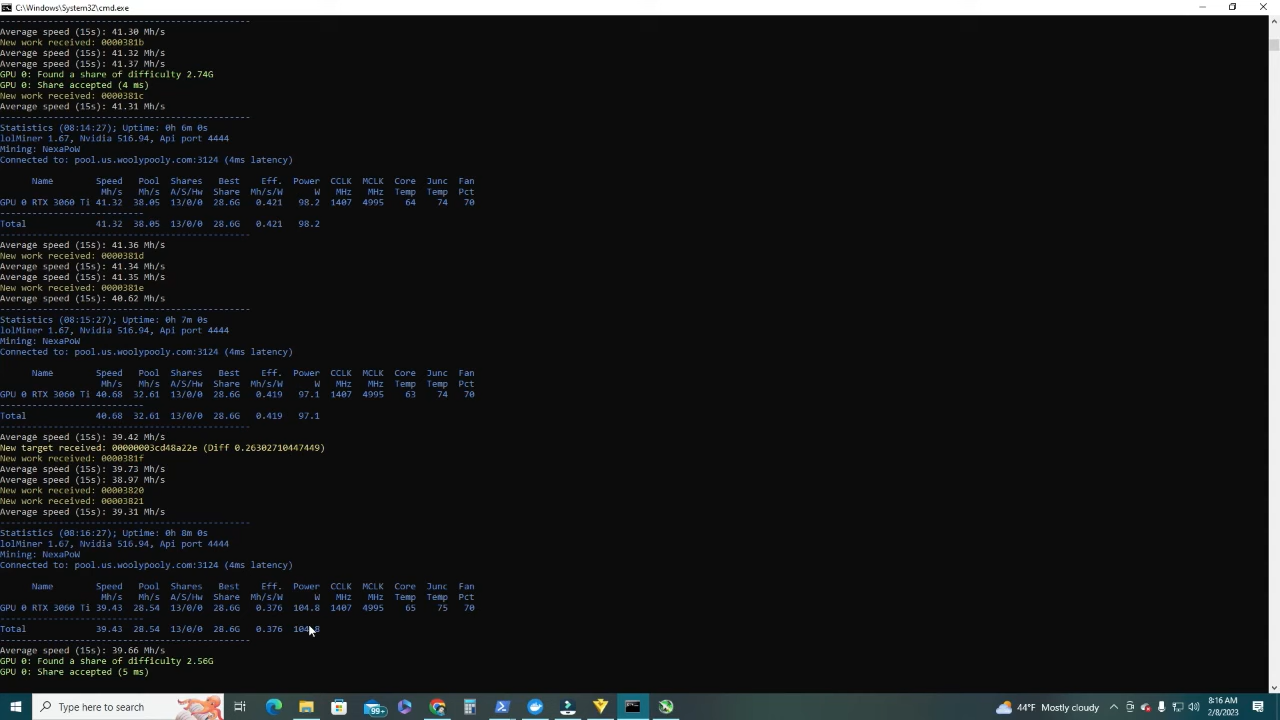 C:\Windows\System32\cmd.exe
--------------------------------------------------
Average speed (15s): 41.30 Mh/s
New work received: 0000381b
Average speed (15s): 41.32 Mh/s
Average speed (15s): 41.37 Mh/s
GPU 0: Found a share of difficulty 2.74G
GPU 0: Share accepted (4 ms)
New work received: 0000381c
Average speed (15s): 41.31 Mh/s
--------------------------------------------------
Statistics (08:14:27); Uptime: 0h 6m 0s
lolMiner 1.67, Nvidia 516.94, Api port 4444
Mining: NexaPoW
Connected to: pool.us.woolypooly.com:3124 (4ms latency)
Name Speed Pool Shares Best Eff. Power CCLK MCLK Core Junc Fan
Mh/s Mh/s A/S/Hw Share Mh/s/W W MHz MHz Temp Temp Pct
GPU 0 RTX 3060 Ti 41.32 38.05 13/0/0 28.6G 0.421 98.2 1407 4995 64 74 70
-----------------------------
Total 41.32 38.05 13/0/0 28.6G 0.421 98.2
--------------------------------------------------
Average speed (15s): 41.36 Mh/s
New work received: 0000381d
Average speed (15s): 41.34 Mh/s
Average speed (15s): 41.35 Mh/s
New work received: 0000381e
Average speed (15s): 40.62 Mh/s
--------------------------------------------------
Statistics (08:15:27); Uptime: 0h 7m 0s
lolMiner 1.67, Nvidia 516.94, Api port 4444
Mining: NexaPoW
Connected to: pool.us.woolypooly.com:3124 (4ms latency)
Name Speed Pool Shares Best Eff. Power CCLK MCLK Core Junc Fan
Mh/s Mh/s A/S/Hw Share Mh/s/W W MHz MHz Temp Temp Pct
GPU 0 RTX 3060 Ti 40.68 32.61 13/0/0 28.6G 0.419 97.1 1407 4995 63 74 70
-----------------------------
Total 40.68 32.61 13/0/0 28.6G 0.419 97.1
--------------------------------------------------
Average speed (15s): 39.42 Mh/s
New target received: 00000003cd48a22e (Diff 0.26302710447449)
New work received: 0000381f
Average speed (15s): 39.73 Mh/s
Average speed (15s): 38.97 Mh/s
New work received: 00003820
New work received: 00003821
Average speed (15s): 39.31 Mh/s
--------------------------------------------------
Statistics (08:16:27); Uptime: 0h 8m 0s
lolMiner 1.67, Nvidia 516.94, Api port 4444
Mining: NexaPoW
Connected to: pool.us.woolypooly.com:3124 (4ms latency)
Name Speed Pool Shares Best Eff. Power CCLK MCLK Core Junc Fan
Mh/s Mh/s A/S/Hw Share Mh/s/W W MHz MHz Temp Temp Pct
GPU 0 RTX 3060 Ti 39.43 28.54 13/0/0 28.6G 0.376 104.8 1407 4995 65 75 70
-----------------------------
Total 39.43 28.54 13/0/0 28.6G 0.376 104.8
--------------------------------------------------
Average speed (15s): 39.66 Mh/s
GPU 0: Found a share of difficulty 2.56G
GPU 0: Share accepted (5 ms)
Type here to search
99+
44°F Mostly cloudy
8:16 AM
2/8/2023